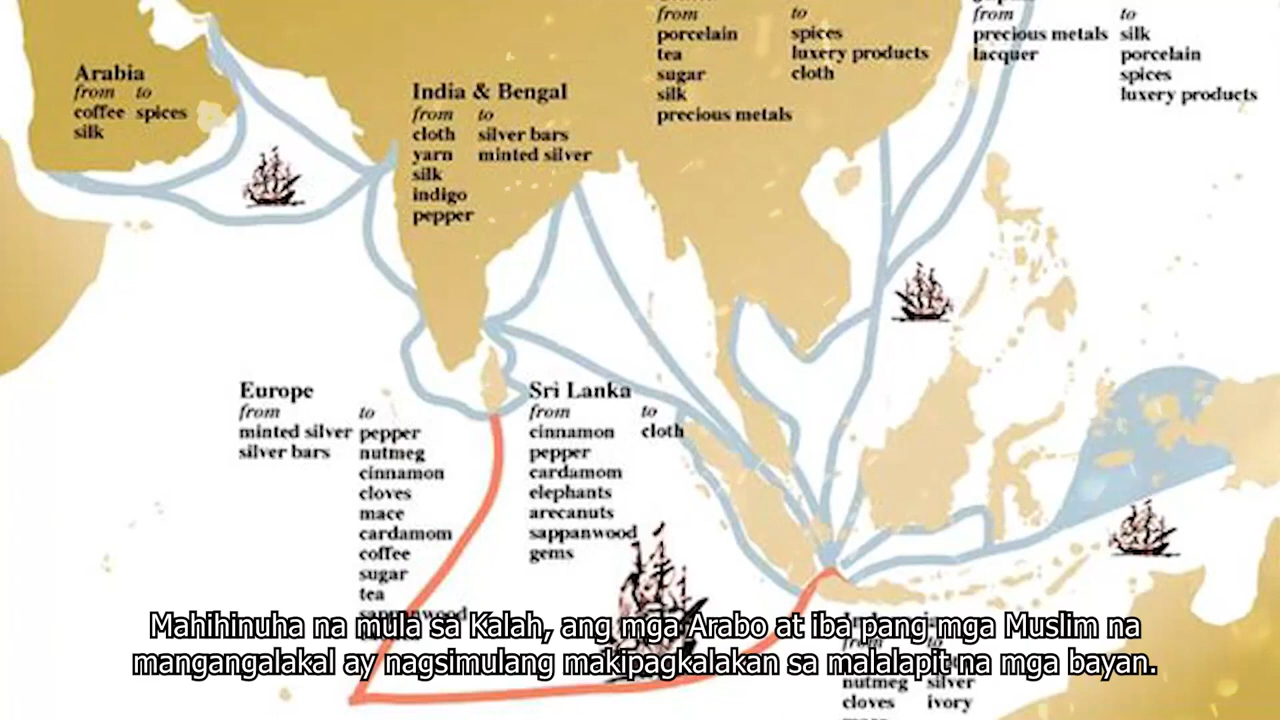 from to
porcelain spices
tea luxery products
sugar cloth
silk
precious metals
from to
precious metals silk
lacquer porcelain
spices
luxery products
Arabia
from to
coffee spices
silk
India & Bengal
from to
cloth silver bars
yarn minted silver
silk
indigo
pepper
Europe
from to
minted silver pepper
silver bars nutmeg
cinnamon
cloves
mace
cardamom
coffee
sugar
tea
sappanwood
Sri Lanka
from to
cinnamon cloth
pepper
cardamom
elephants
arecanuts
sappanwood
gems
from to
nutmeg silver
cloves ivory
Mahihinuha na mula sa Kalah, ang mga Arabo at iba pang mga Muslim na
mangangalakal ay nagsimulang makipagkalakan sa malalapit na mga bayan.